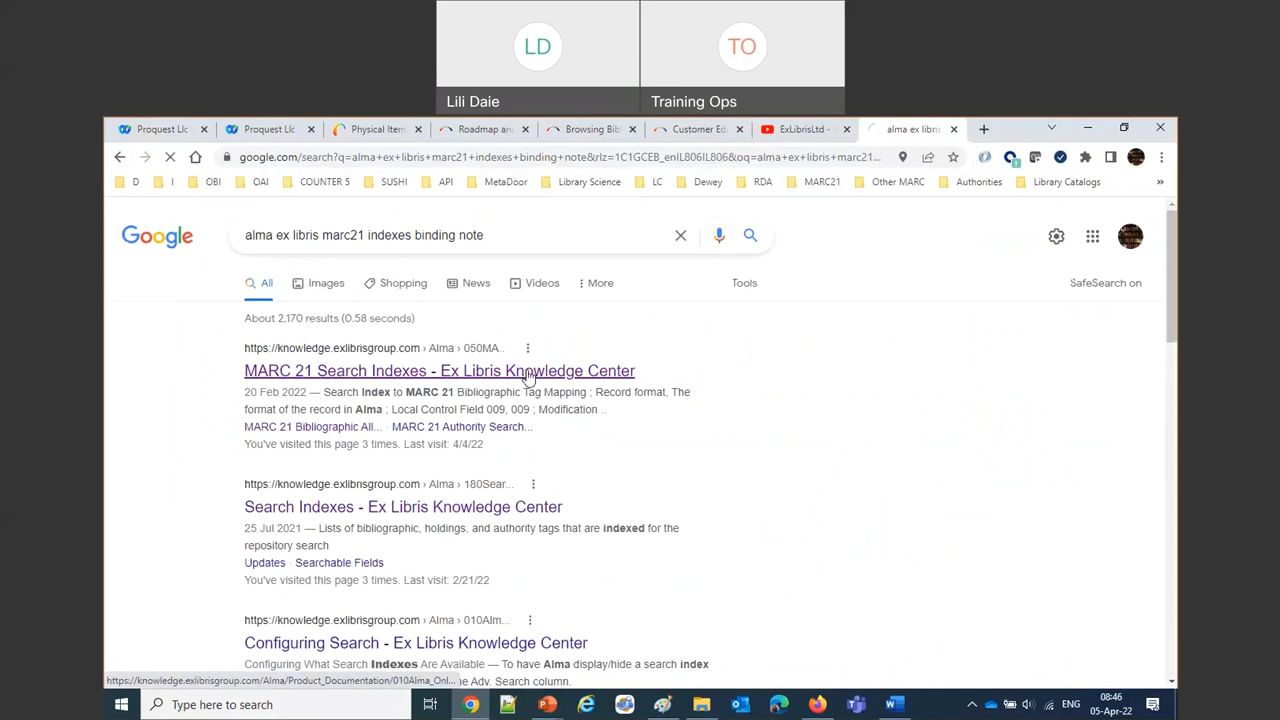 LD
TO
Lili Daie
Training Ops
Proquest Llc
Proquest Llc
Physical Item
Roadmap and
Browsing Bib
Customer Ed
ExLibrisLtd -
alma ex libris
google.com/search?q=alma+ex+libris+marc21+indexes+binding+note&rlz=1C1GCEB_enIL806IL806&oq=alma+ex+libris+marc21...
D
I
OBI
OAI
COUNTER 5
SUSHI
API
MetaDoor
Library Science
LC
Dewey
RDA
MARC21
Other MARC
Authorities
Library Catalogs
»
Google
alma ex libris marc21 indexes binding note
All
Images
Shopping
News
Videos
More
Tools
SafeSearch on
About 2,170 results (0.58 seconds)
https://knowledge.exlibrisgroup.com › Alma › 050MA...
MARC 21 Search Indexes - Ex Libris Knowledge Center
20 Feb 2022 — Search Index to MARC 21 Bibliographic Tag Mapping ; Record format, The
format of the record in Alma ; Local Control Field 009, 009 ; Modification ..
MARC 21 Bibliographic All... · MARC 21 Authority Search...
You've visited this page 3 times. Last visit: 4/4/22
https://knowledge.exlibrisgroup.com › Alma › 180Sear...
Search Indexes - Ex Libris Knowledge Center
25 Jul 2021 — Lists of bibliographic, holdings, and authority tags that are indexed for the
repository search
Updates · Searchable Fields
You've visited this page 3 times. Last visit: 2/21/22
https://knowledge.exlibrisgroup.com › Alma › 010Alm...
Configuring Search - Ex Libris Knowledge Center
Configuring What Search Indexes Are Available — To have Alma display/hide a search index
e Adv. Search column.
https://knowledge.exlibrisgroup.com/Alma/Product_Documentation/010Alma_Onl...
Type here to search
ENG
08:46
05-Apr-22